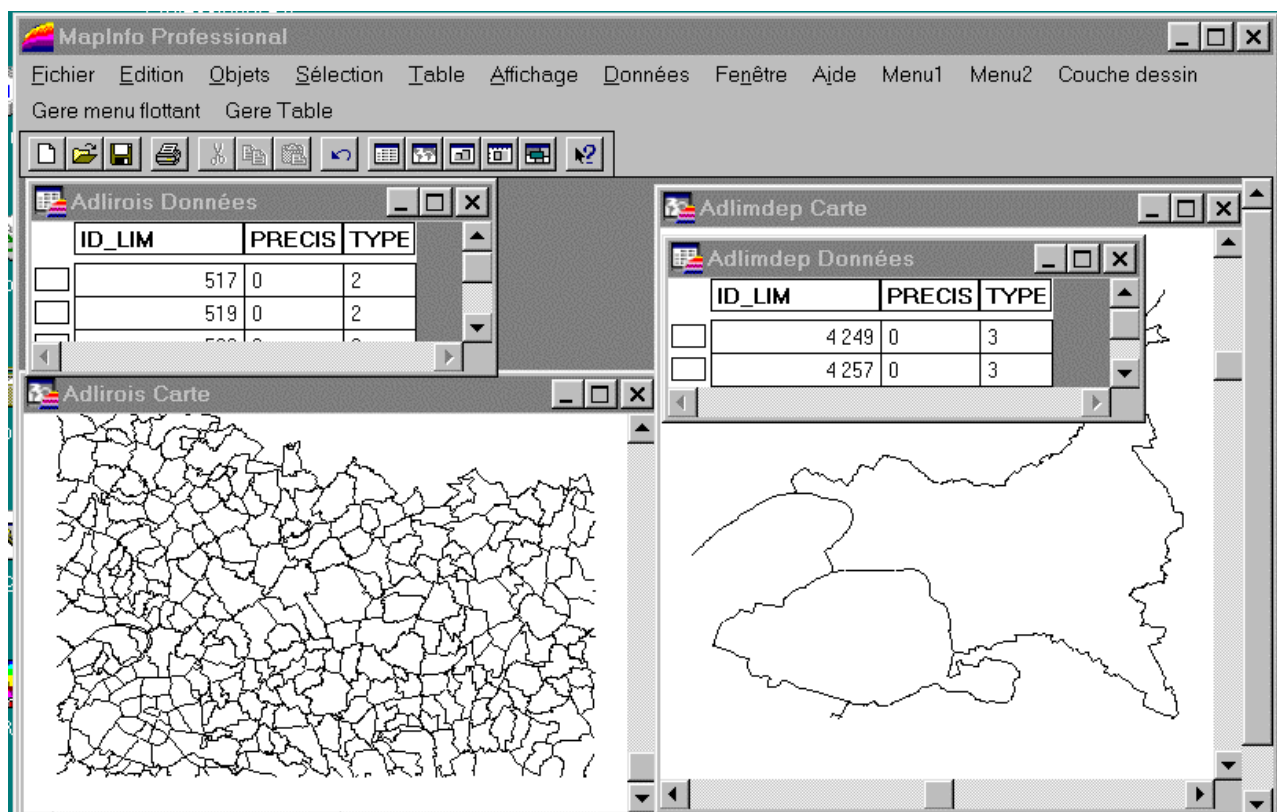 MapInfo Professional
Fichier Edition Objets Sélection Table Affichage Données Fenêtre Aide Menu1 Menu2 Couche dessin
Gere menu flottant Gere Table
Adlirois Données
ID_LIM PRECIS TYPE
517 0 2
519 0 2
Adlirois Carte
Adlimdep Carte
Adlimdep Données
ID_LIM PRECIS TYPE
4 249 0 3
4 257 0 3